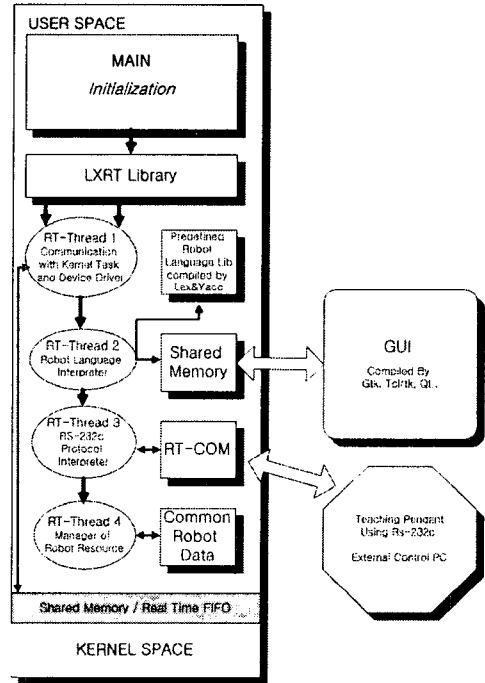 USER SPACE
MAIN
Initialization
LXRT Library
RT-Thread 1
Communication
with Kernel Task
and Device Driver
Predefined
Robot
Language Lib
compiled by
Lex&Yacc
RT-Thread 2
Robot Language
Interpreter
Shared
Memory
GUI
Compiled By
Gtk, Tcl/tk, Qt..
RT-Thread 3
RS-232c
Protocol
Interpreter
RT-COM
RT-Thread 4
Manager of
Robot Resource
Common
Robot
Data
Teaching Pendant
Using Rs-232c
External Control PC
Shared Memory / Real Time FIFO
KERNEL SPACE